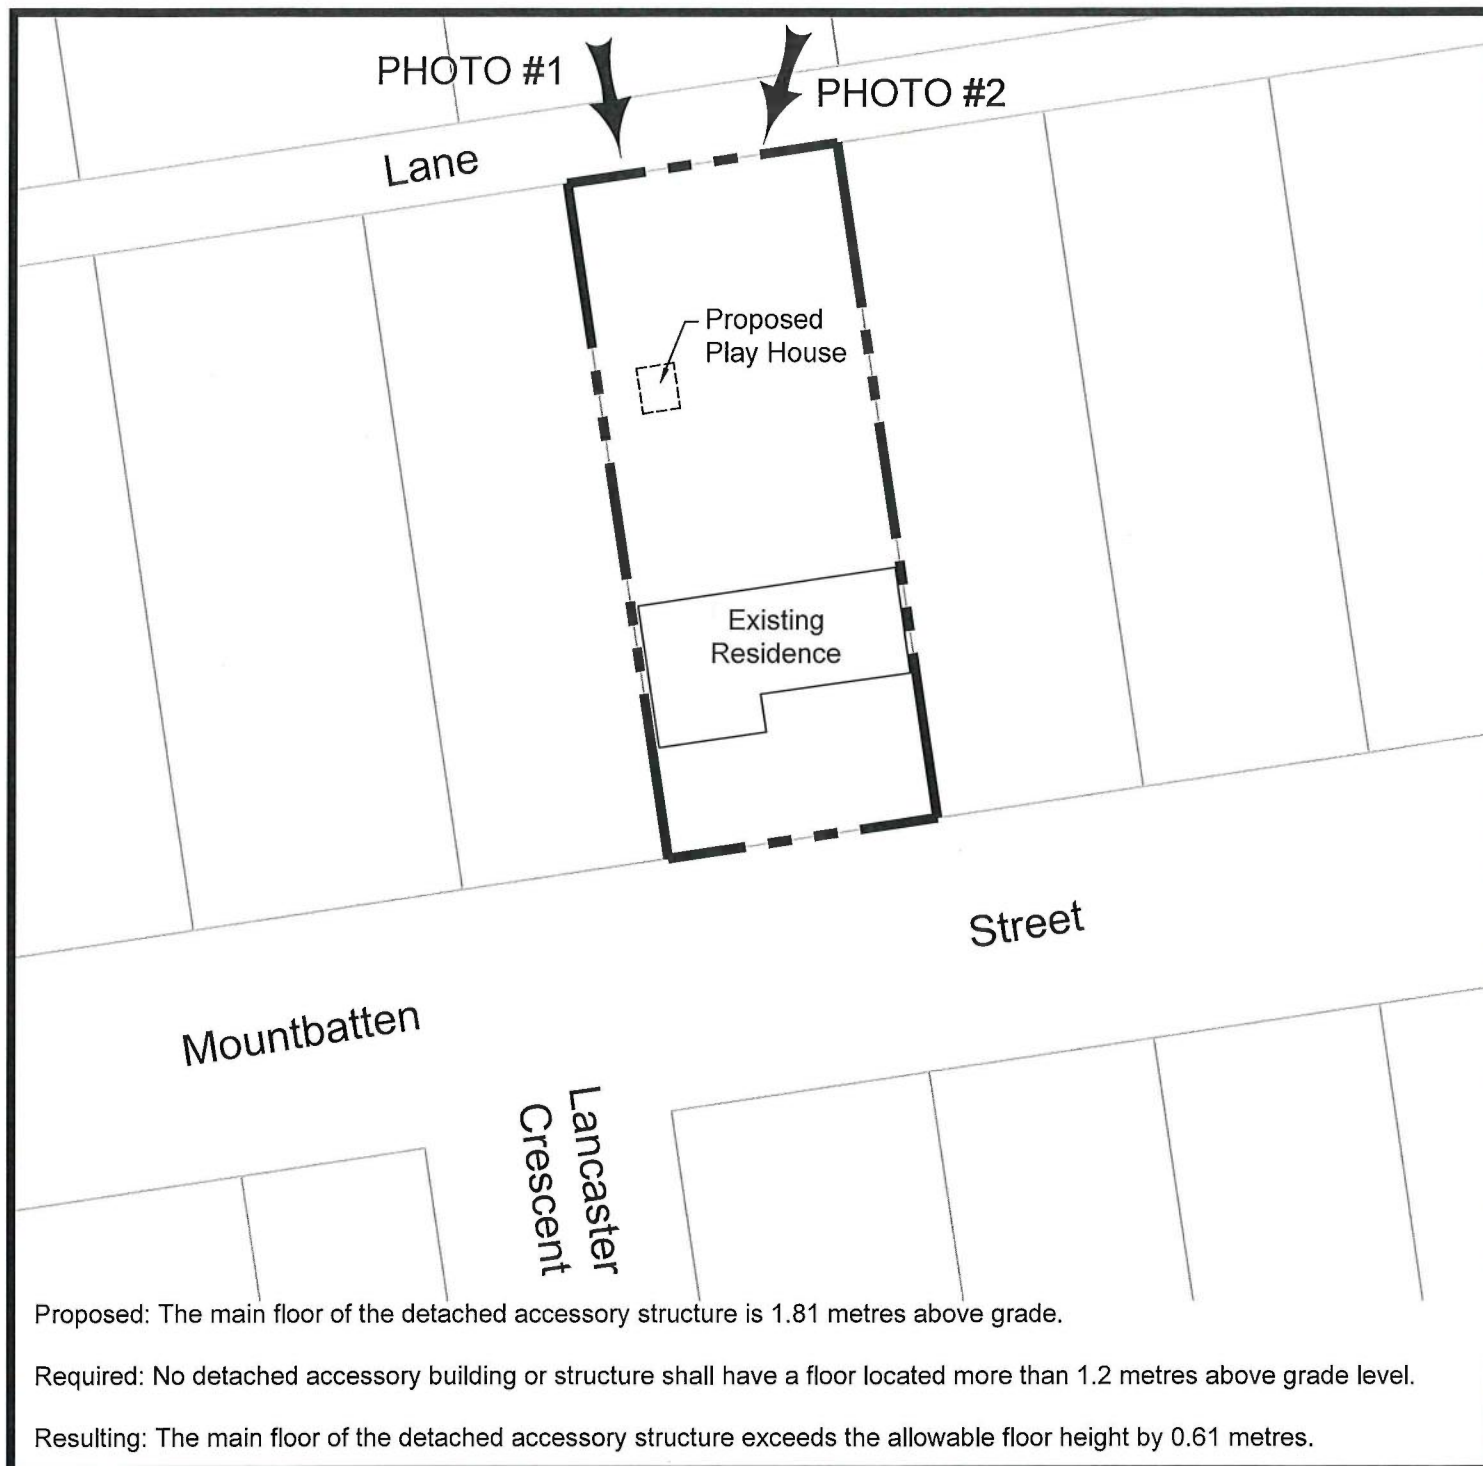 PHOTO #1
PHOTO #2
Lane
Proposed
Play House
Existing
Residence
Street
Mountbatten
Lancaster
Crescent
Proposed: The main floor of the detached accessory structure is 1.81 metres above grade.
Required: No detached accessory building or structure shall have a floor located more than 1.2 metres above grade level.
Resulting: The main floor of the detached accessory structure exceeds the allowable floor height by 0.61 metres.